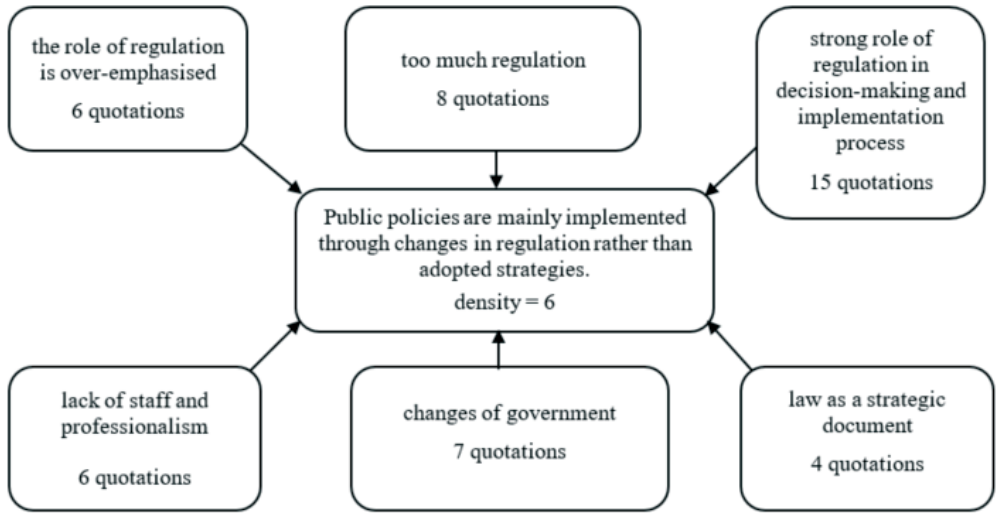 the role of regulation
is over-emphasised
6 quotations
too much regulation
8 quotations
strong role of
regulation in
decision-making and
implementation
process
15 quotations
Public policies are mainly implemented
through changes in regulation rather than
adopted strategies.
density = 6
lack of staff and
professionalism
6 quotations
changes of government
7 quotations
law as a strategic
document
4 quotations